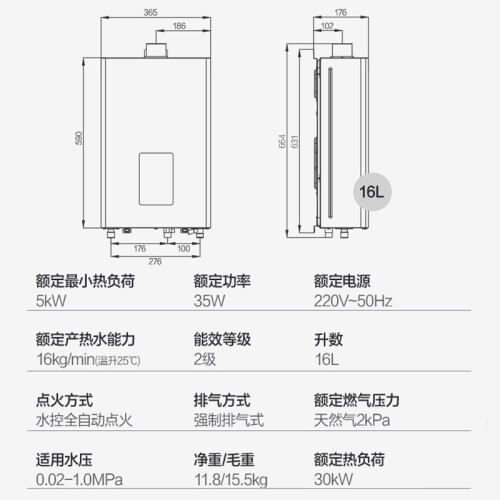 365
186
590
176
100
276
176
102
664
631
16L
额定最小热负荷 额定功率 额定电源
5kW 35W 220V~50Hz
额定产热水能力 能效等级 升数
16kg/min(温升25℃) 2级 16L
点火方式 排气方式 额定燃气压力
水控全自动点火 强制排气式 天然气2kPa
适用水压 净重/毛重 额定热负荷
0.02-1.0MPa 11.8/15.5kg 30kW